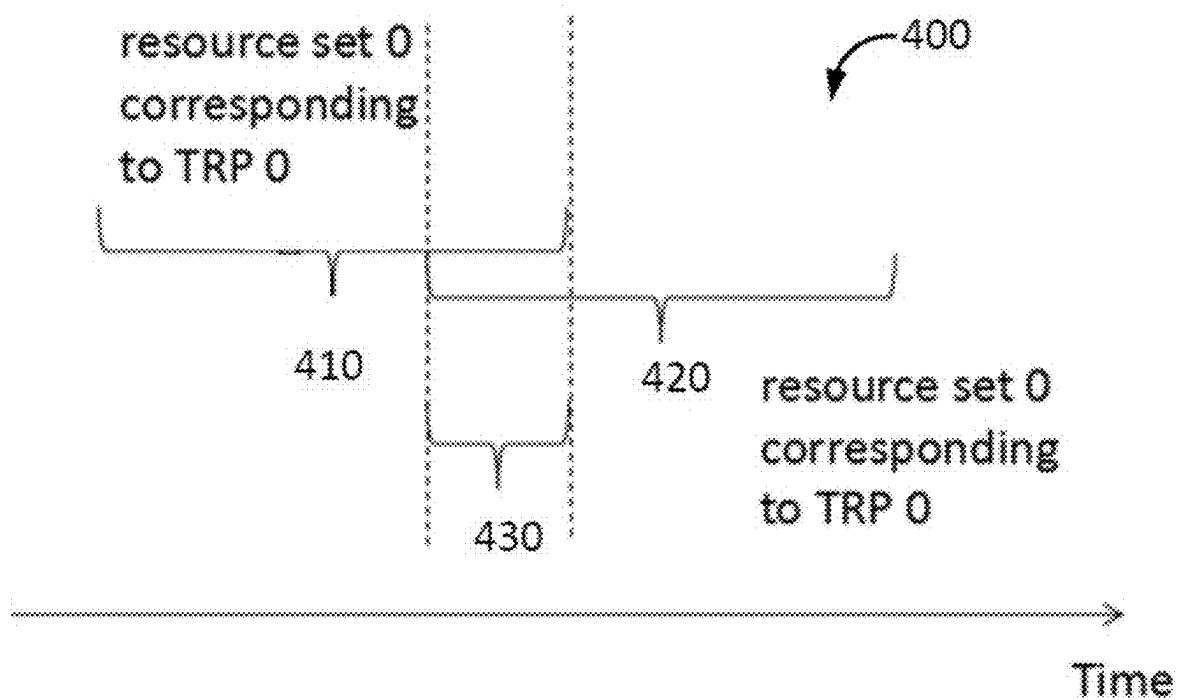 resource set 0
corresponding
to TRP 0
400
410
420
resource set 0
corresponding
to TRP 0
430
Time